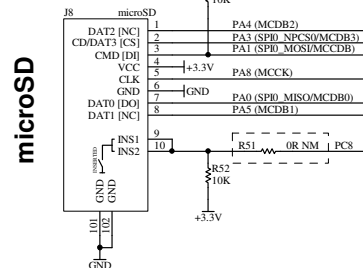 10K
J8 microSD
DAT2 [NC] 1 PA4 (MCDB2)
CD/DAT3 [CS] 2 PA3 (SPI0_NPCS0/MCDB3)
CMD [DI] 3 PA1 (SPI0_MOSI/MCCDB)
VCC 4 +3.3V
CLK 5 PA8 (MCCK)
GND 6 GND
DAT0 [DO] 7 PA0 (SPI0_MISO/MCDB0)
DAT1 [NC] 8 PA5 (MCDB1)
microSD
INS1 9
INS2 10 R51 0R NM PC8
INSERTED
R52
10K
GND
GND
+3.3V
101
102
GND